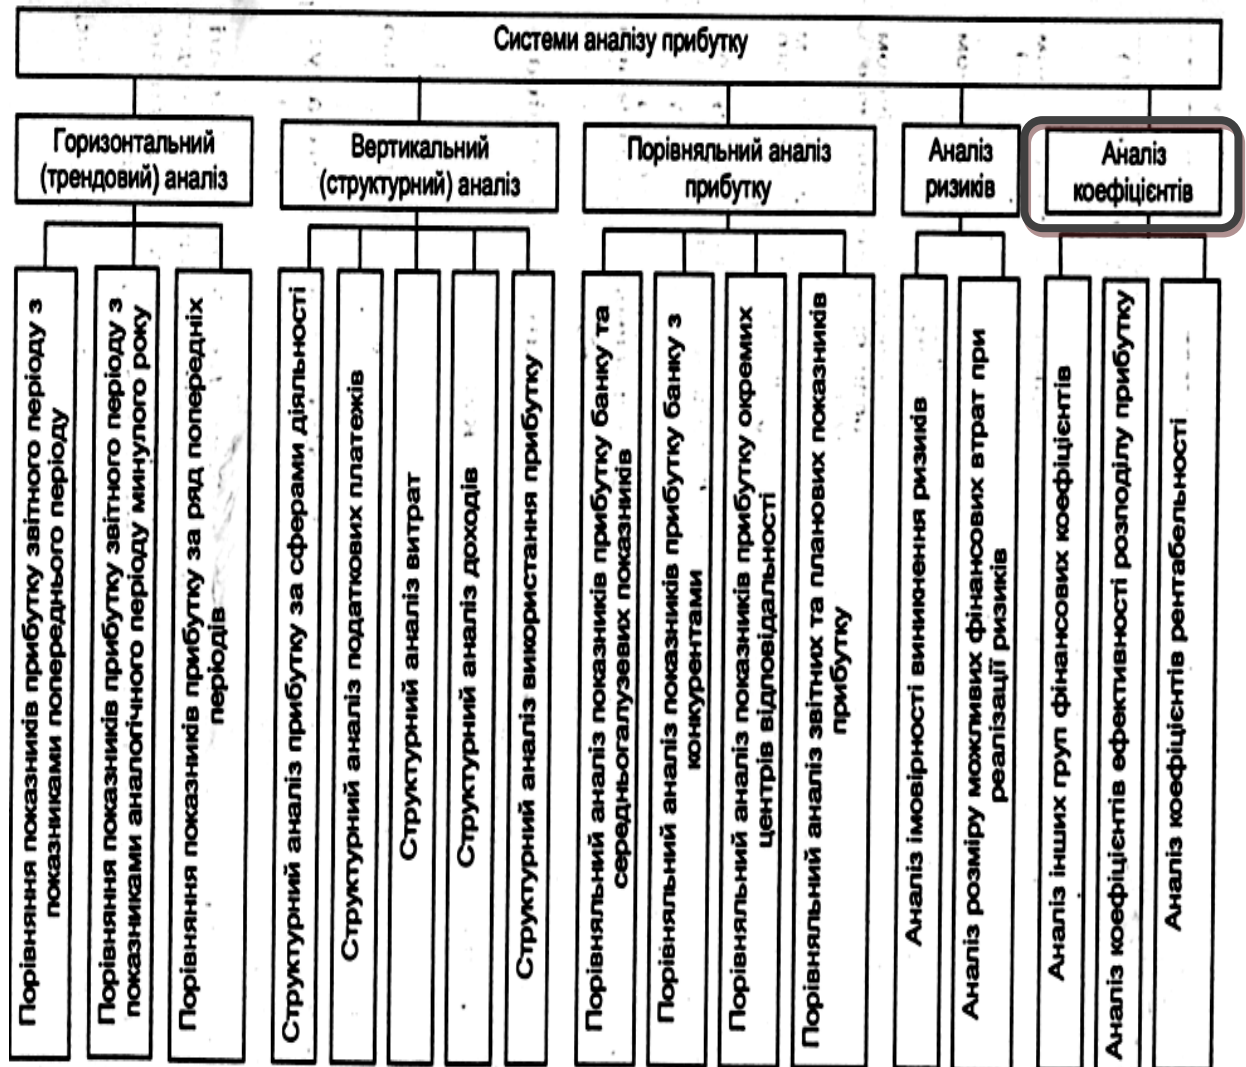 Системи аналізу прибутку
Горизонтальний
(трендовий) аналіз
Вертикальний
(структурний) аналіз
Порівняльний аналіз
прибутку
Аналіз
ризиків
Аналіз
коефіцієнтів
Порівняння показників прибутку звітного періоду з
показниками попереднього періоду
Порівняння показників прибутку звітного періоду з
показниками аналогічного періоду минулого року
Порівняння показників прибутку за ряд попередніх
періодів
Структурний аналіз прибутку за сферами діяльності
Структурний аналіз податкових платежів
Структурний аналіз витрат
Структурний аналіз доходів
Структурний аналіз використання прибутку
Порівняльний аналіз показників прибутку банку та
середньогалузевих показників
Порівняльний аналіз показників прибутку банку з
конкурентами
Порівняльний аналіз показників прибутку окремих
центрів відповідальності
Порівняльний аналіз звітних та планових показників
прибутку
Аналіз імовірності виникнення ризиків
Аналіз розміру можливих фінансових втрат при
реалізації ризиків
Аналіз інших груп фінансових коефіцієнтів
Аналіз коефіцієнтів ефективності розподілу прибутку
Аналіз коефіцієнтів рентабельності